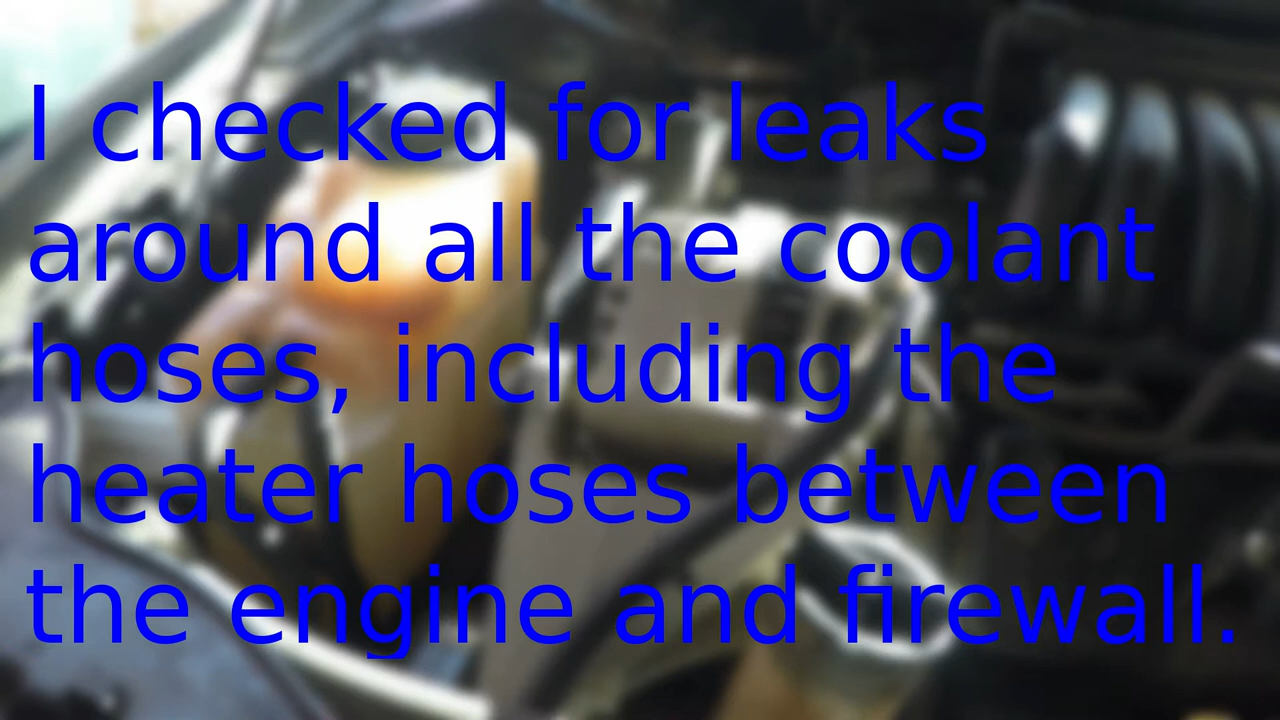 I checked for leaks
around all the coolant
hoses, including the
heater hoses between
the engine and firewall.